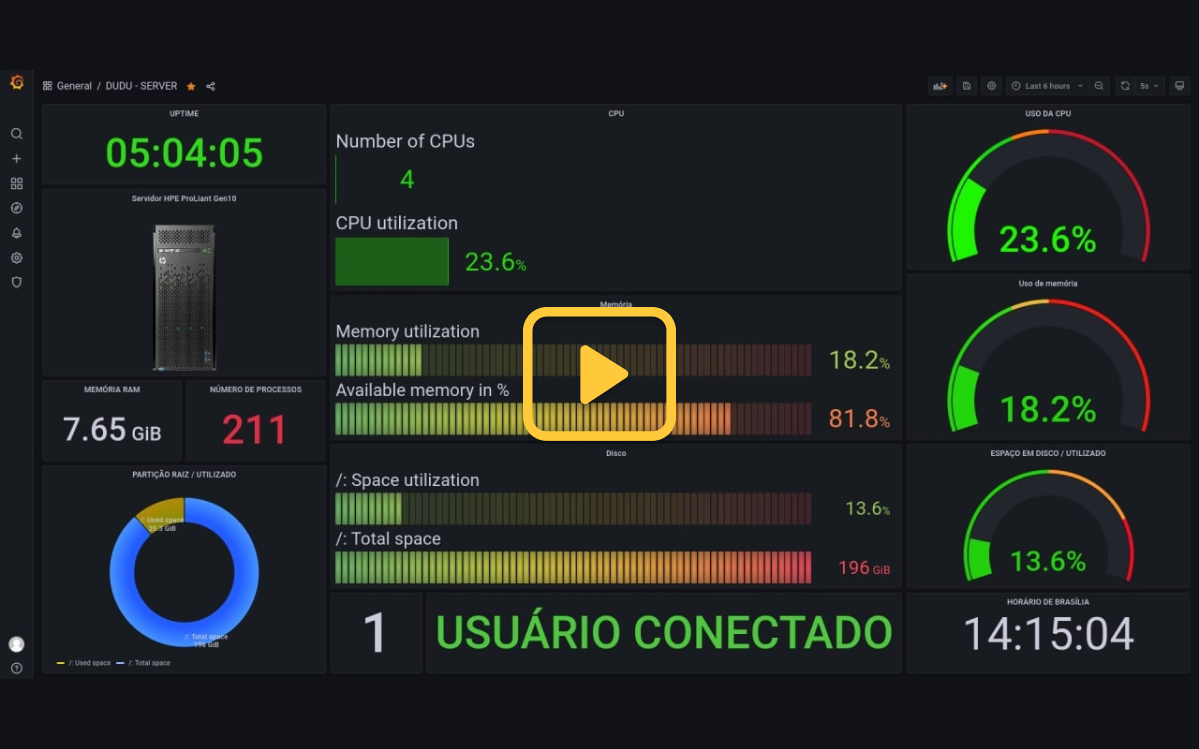 General / DUDU - SERVER
Last 6 hours
5s
UPTIME
05:04:05
Servidor HPE ProLiant Gen10
MEMÓRIA RAM
7.65 GiB
NÚMERO DE PROCESSOS
211
PARTIÇÃO RAIZ / UTILIZADO
/: Used space
/: Total space
196 GiB
/: Used space
/: Total space
CPU
Number of CPUs
4
CPU utilization
23.6%
Memória
Memory utilization
18.2%
Available memory in %
81.8%
Disco
/: Space utilization
13.6%
/: Total space
196 GiB
1
USUÁRIO CONECTADO
USO DA CPU
23.6%
Uso de memória
18.2%
ESPAÇO EM DISCO / UTILIZADO
13.6%
HORÁRIO DE BRASÍLIA
14:15:04